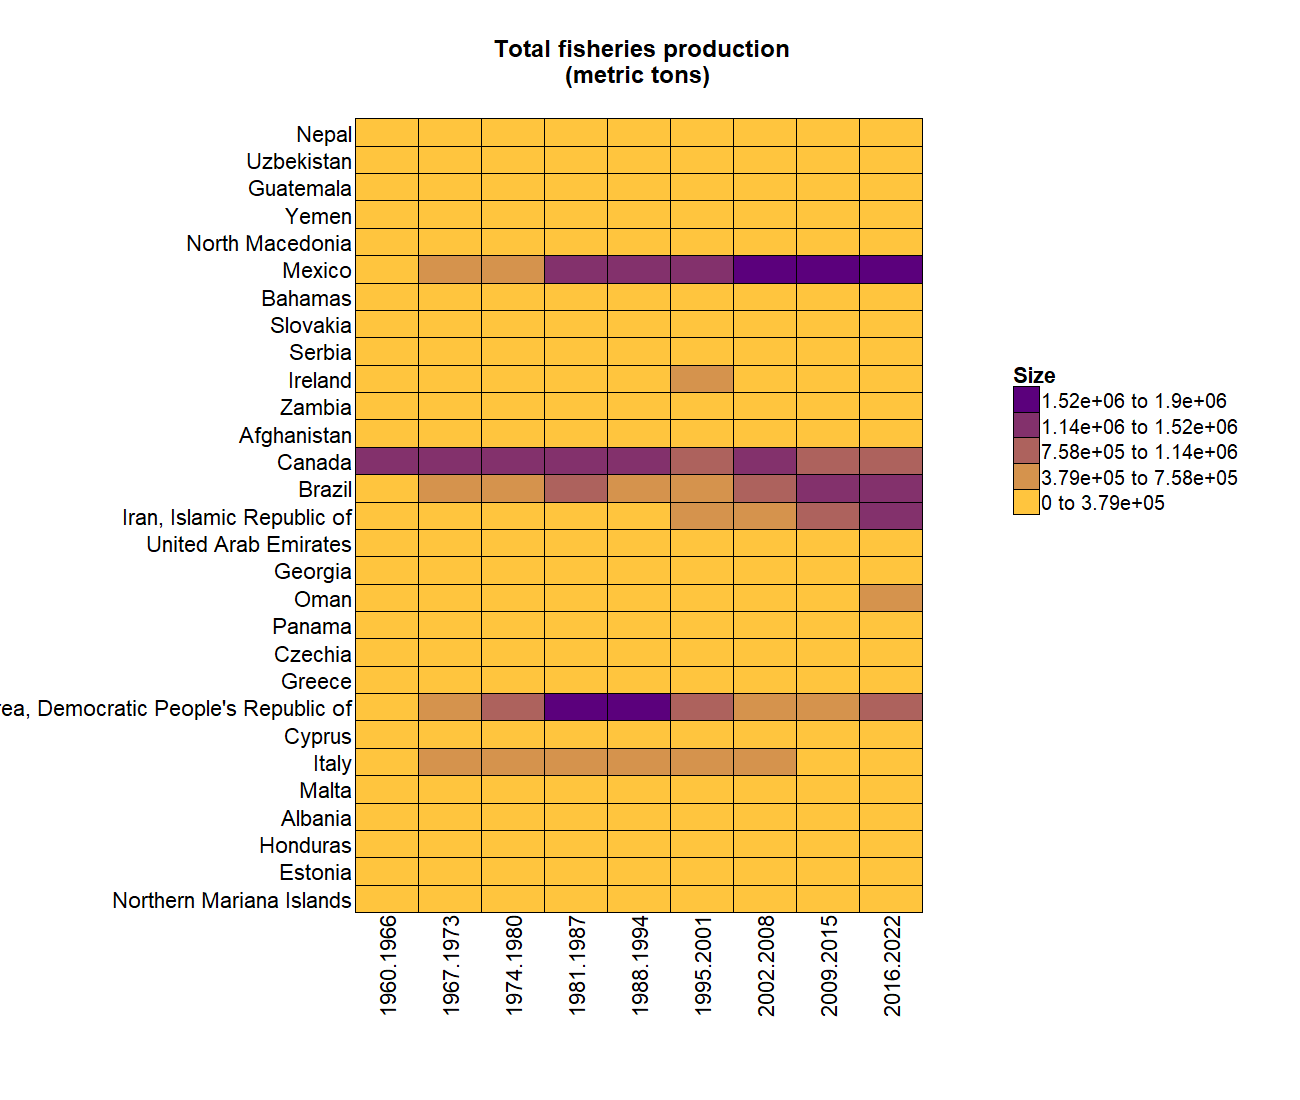 Total fisheries production
(metric tons)
Nepal
Uzbekistan
Guatemala
Yemen
North Macedonia
Mexico
Bahamas
Slovakia
Serbia
Ireland
Zambia
Afghanistan
Canada
Brazil
Iran, Islamic Republic of
United Arab Emirates
Georgia
Oman
Panama
Czechia
Greece
rea, Democratic People's Republic of
Cyprus
Italy
Malta
Albania
Honduras
Estonia
Northern Mariana Islands
1960.1966
1967.1973
1974.1980
1981.1987
1988.1994
1995.2001
2002.2008
2009.2015
2016.2022
Size
1.52e+06 to 1.9e+06
1.14e+06 to 1.52e+06
7.58e+05 to 1.14e+06
3.79e+05 to 7.58e+05
0 to 3.79e+05